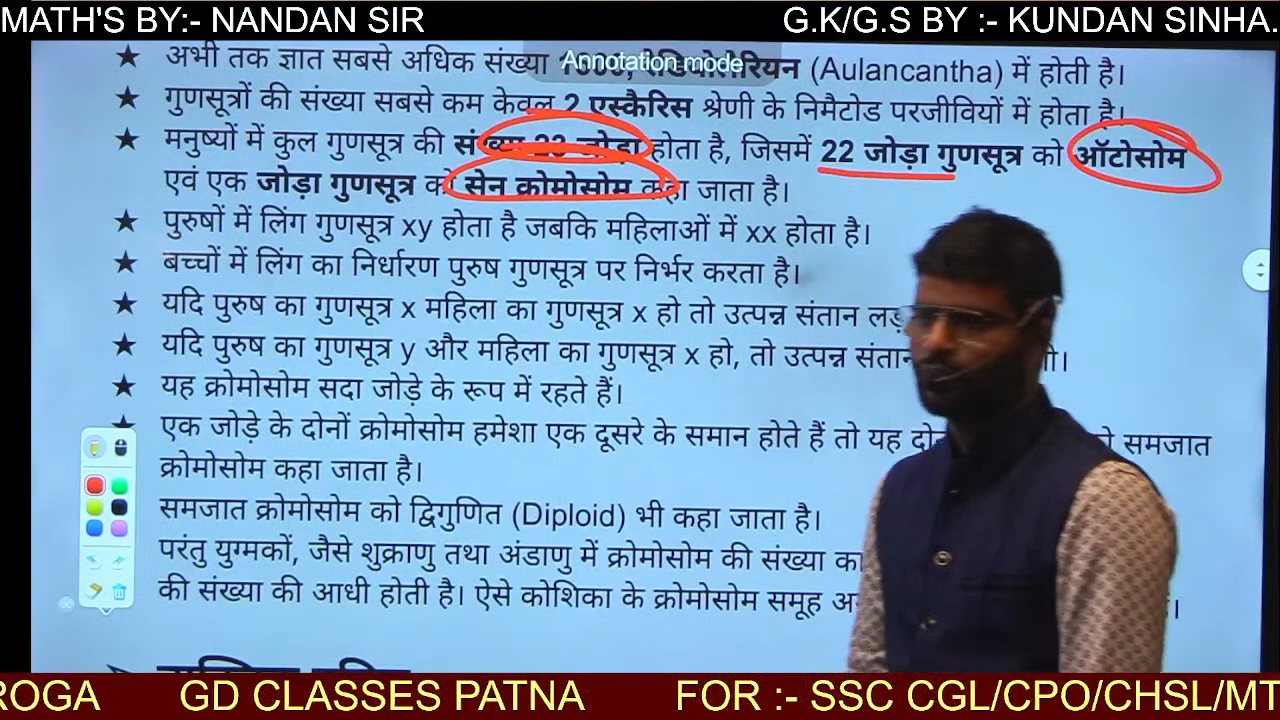 MATH'S BY:- NANDAN SIR
G.K/G.S BY :- KUNDAN SINHA.
Annotation mode
★ अभी तक ज्ञात सबसे अधिक संख्या (Aulancantha) में होती है।
★ गुणसूत्रों की संख्या सबसे कम केवल 2 एस्कैरिस श्रेणी के निमैटोड परजीवियों में होता है।
★ मनुष्यों में कुल गुणसूत्र की संख्या 23 जोड़ा होता है, जिसमें 22 जोड़ा गुणसूत्र को ऑटोसोम
एवं एक जोड़ा गुणसूत्र को सेन क्रोमोसोम कहा जाता है।
★ पुरुषों में लिंग गुणसूत्र xy होता है जबकि महिलाओं में xx होता है।
★ बच्चों में लिंग का निर्धारण पुरुष गुणसूत्र पर निर्भर करता है।
★ यदि पुरुष का गुणसूत्र x महिला का गुणसूत्र x हो तो उत्पन्न संतान
★ यदि पुरुष का गुणसूत्र y और महिला का गुणसूत्र x हो, तो उत्पन्न
★ यह क्रोमोसोम सदा जोड़े के रूप में रहते हैं।
★ एक जोड़े के दोनों क्रोमोसोम हमेशा एक दूसरे के समान होते हैं तो यह समजात
क्रोमोसोम कहा जाता है।
समजात क्रोमोसोम को द्विगुणित (Diploid) भी कहा जाता है।
परंतु युग्मकों, जैसे शुक्राणु तथा अंडाणु में क्रोमोसोम की संख्या
की संख्या की आधी होती है। ऐसे कोशिका के क्रोमोसोम समूह
ROGA GD CLASSES PATNA FOR :- SSC CGL/CPO/CHSL/MT